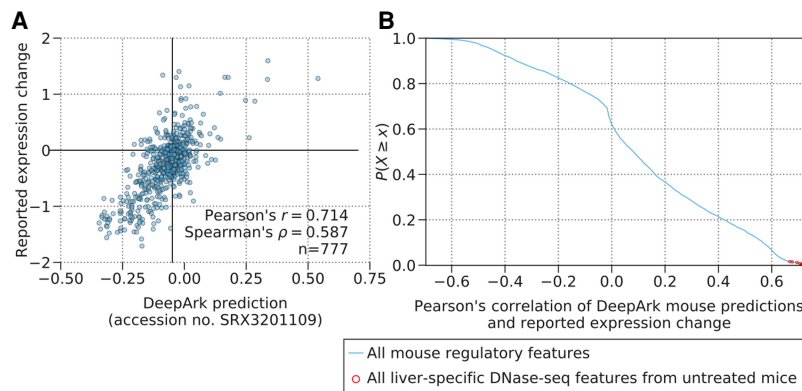 A
Reported expression change
2
1
0
−1
−2
−0.50
−0.25
0.00
0.25
0.50
0.75
Pearson's r = 0.714
Spearman's ρ = 0.587
n=777
DeepArk prediction
(accession no. SRX3201109)
B
P(X ≥ x)
1.0
0.8
0.6
0.4
0.2
0.0
−0.6
−0.4
−0.2
0.0
0.2
0.4
0.6
Pearson's correlation of DeepArk mouse predictions
and reported expression change
All mouse regulatory features
All liver-specific DNase-seq features from untreated mice